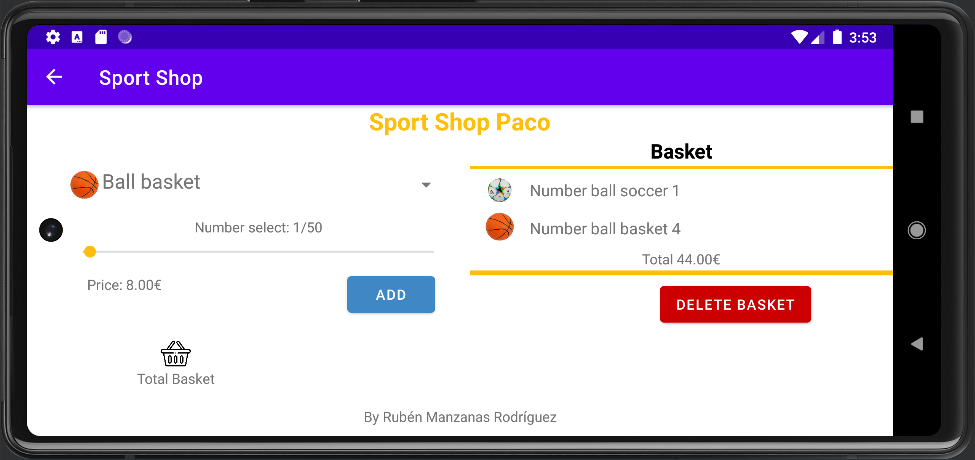 3:53
Sport Shop
Sport Shop Paco
Ball basket
Number select: 1/50
Price: 8.00€
ADD
Total Basket
Basket
Number ball soccer 1
Number ball basket 4
Total 44.00€
DELETE BASKET
By Rubén Manzanas Rodríguez